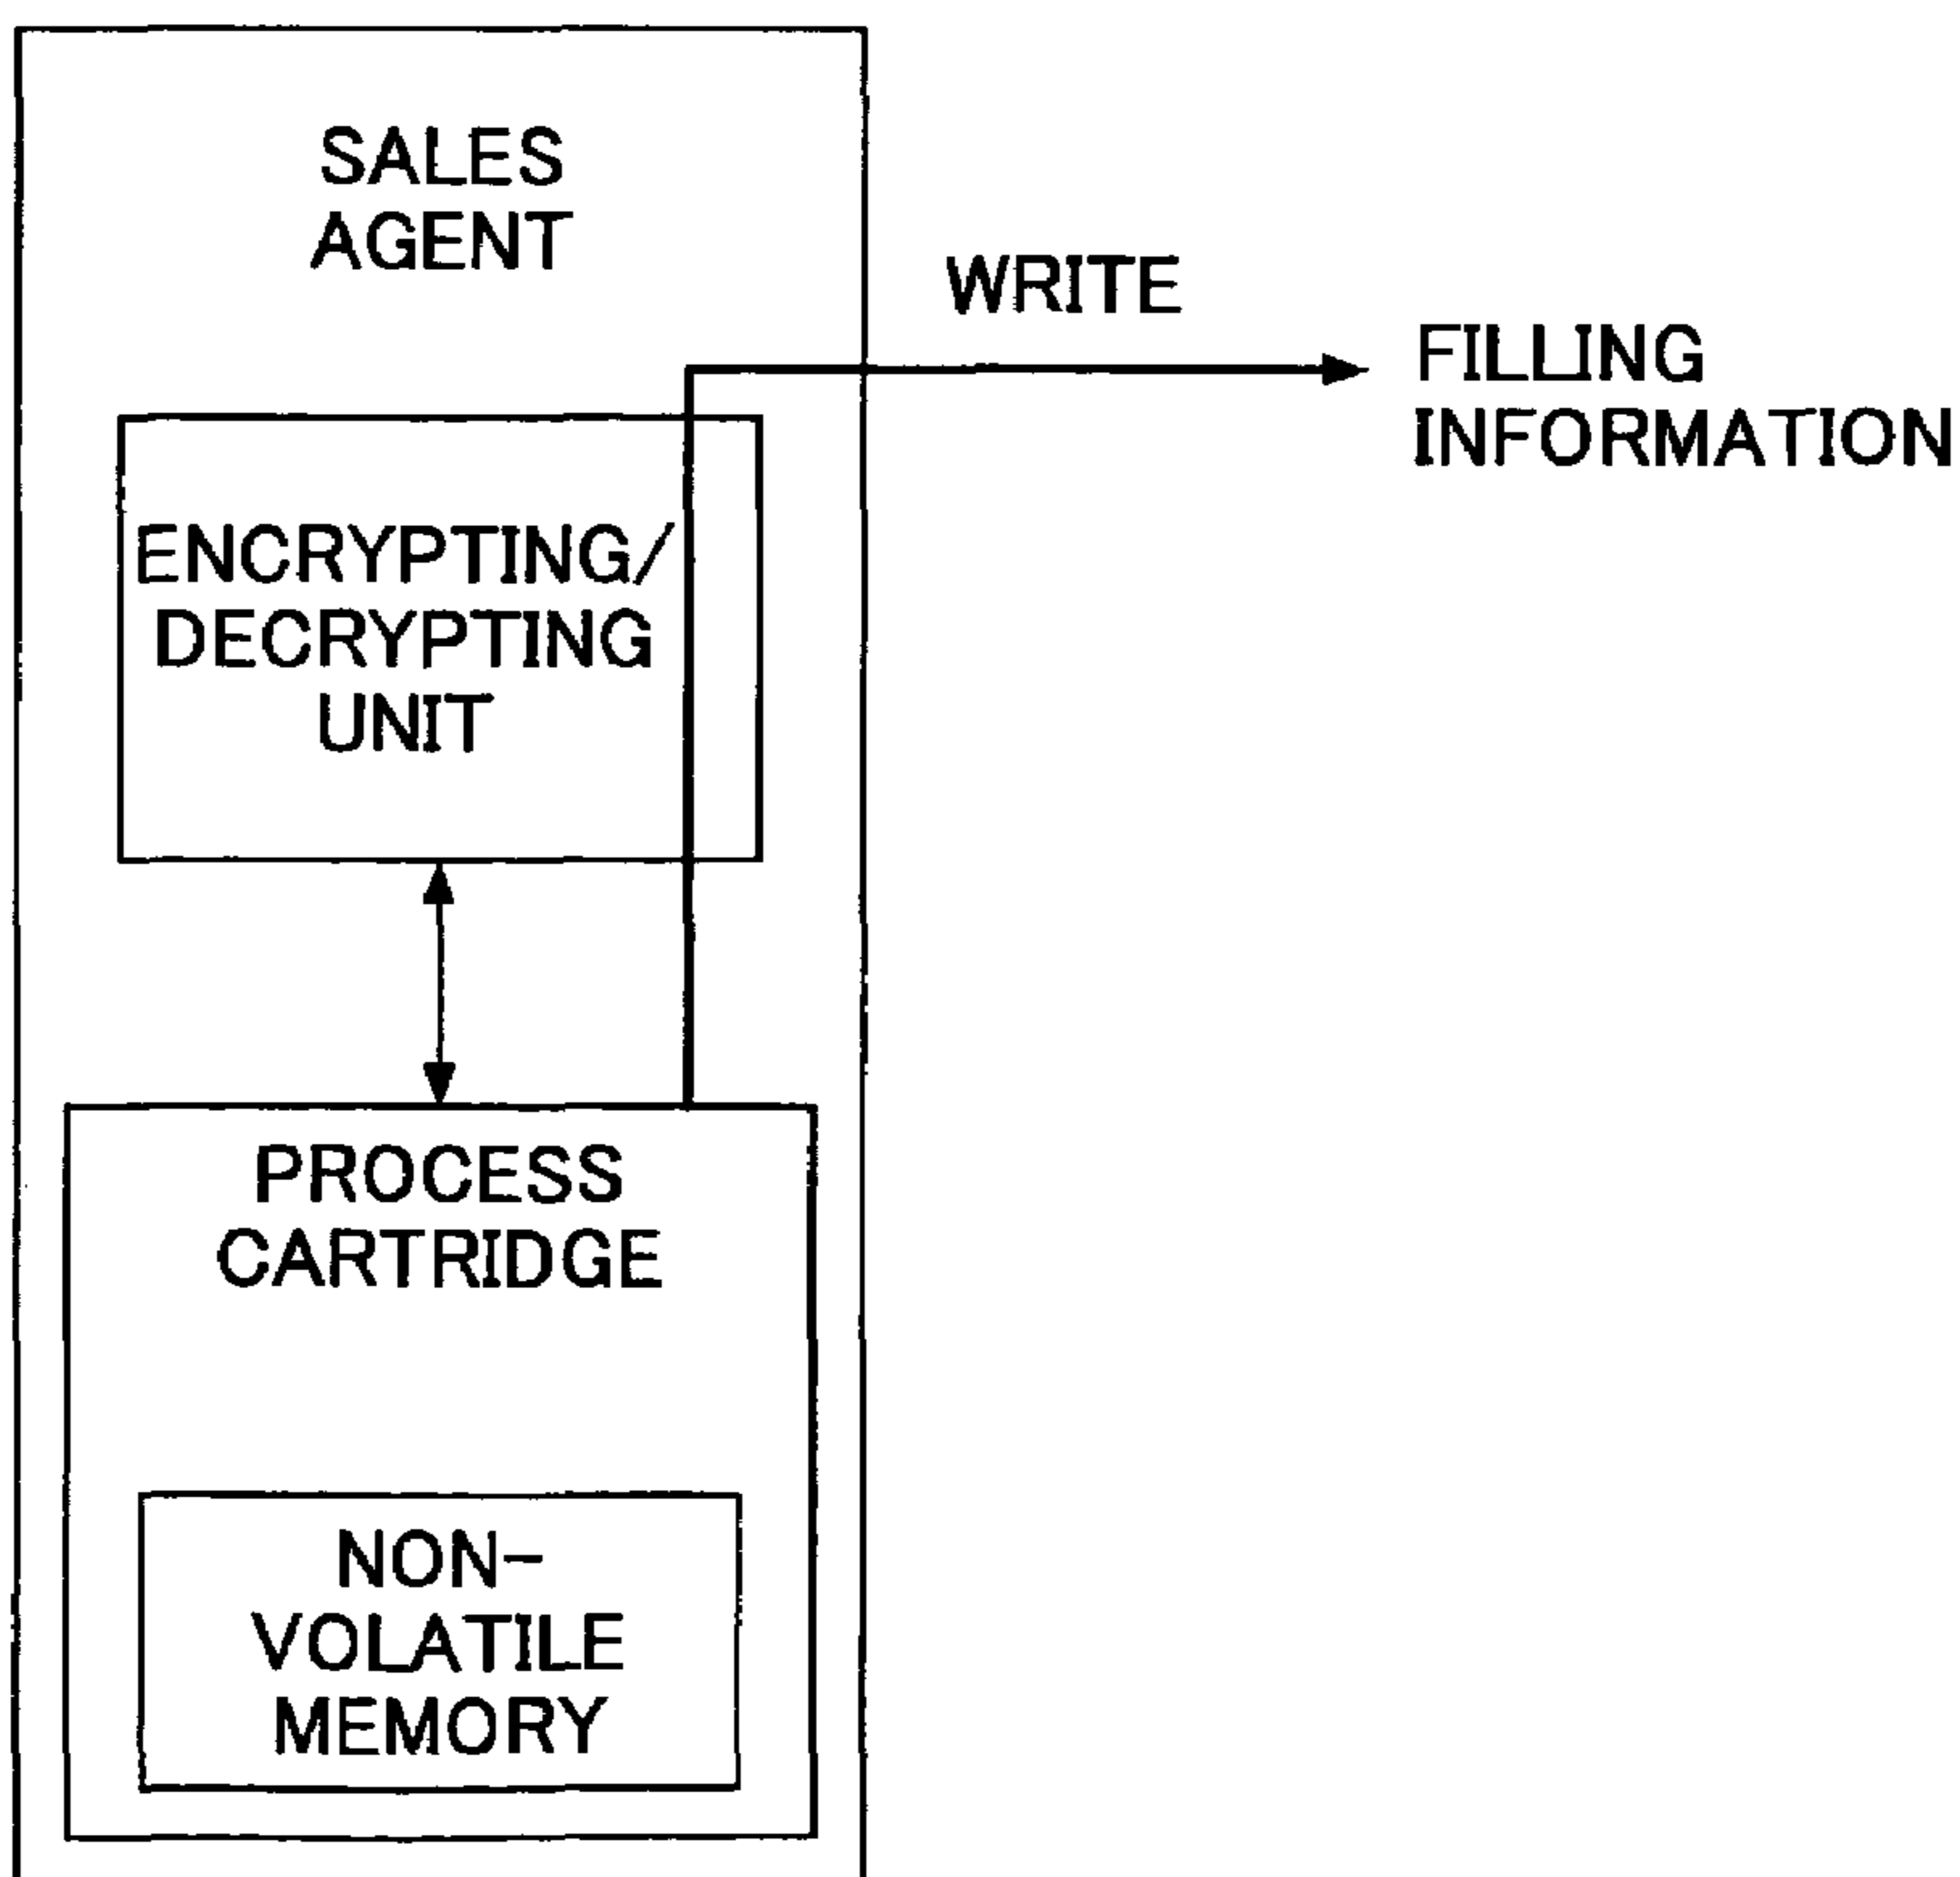 SALES
AGENT
WRITE
FILLING
INFORMATION
ENCRYPTING/
DECRYPTING
UNIT
PROCESS
CARTRIDGE
NON-
VOLATILE
MEMORY